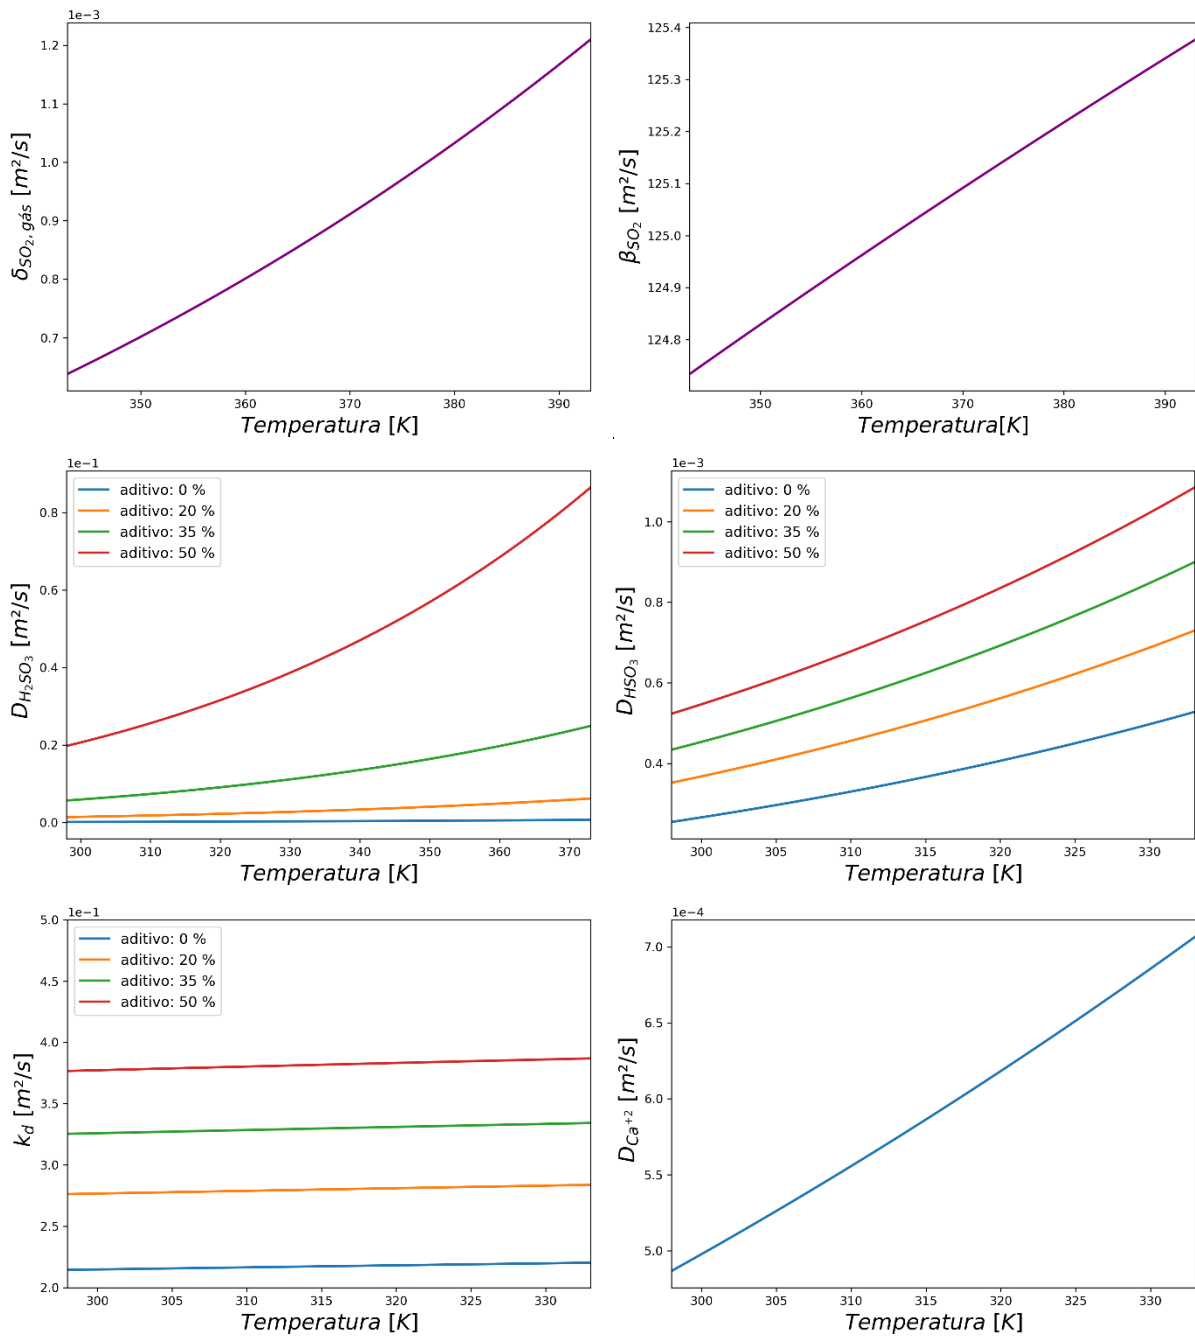 1e−3
1.2
1.1
1.0
0.9
0.8
0.7
δSO₂, gás [m²/s]
350 360 370 380 390
Temperatura [K]
125.4
125.3
125.2
125.1
125.0
124.9
124.8
βSO₂ [m²/s]
350 360 370 380 390
Temperatura[K]
1e−1
aditivo: 0 %
aditivo: 20 %
aditivo: 35 %
aditivo: 50 %
0.8
0.6
0.4
0.2
0.0
DH₂SO₃ [m²/s]
300 310 320 330 340 350 360 370
Temperatura [K]
1e−3
aditivo: 0 %
aditivo: 20 %
aditivo: 35 %
aditivo: 50 %
1.0
0.8
0.6
0.4
DHSO₃ [m²/s]
300 305 310 315 320 325 330
Temperatura [K]
1e−1
aditivo: 0 %
aditivo: 20 %
aditivo: 35 %
aditivo: 50 %
5.0
4.5
4.0
3.5
3.0
2.5
2.0
kd [m²/s]
300 305 310 315 320 325 330
Temperatura [K]
1e−4
7.0
6.5
6.0
5.5
5.0
DCa⁺² [m²/s]
300 305 310 315 320 325 330
Temperatura [K]